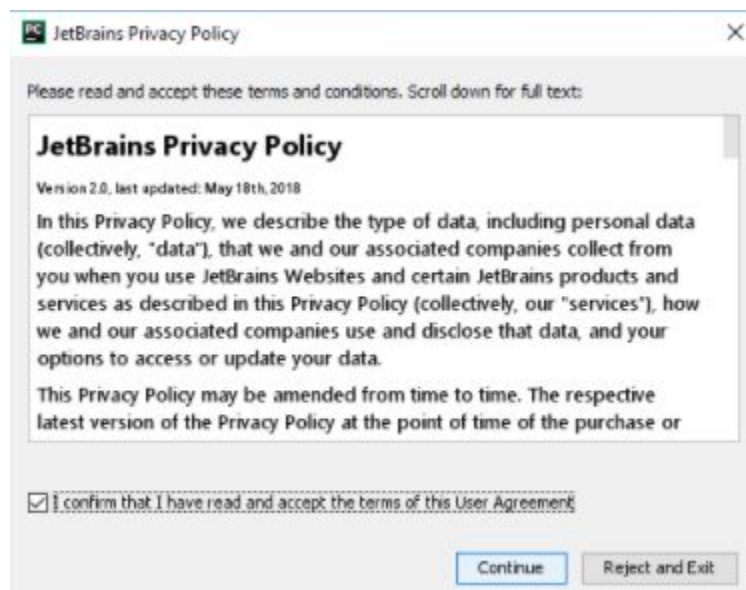 PC JetBrains Privacy Policy
Please read and accept these terms and conditions. Scroll down for full text:
JetBrains Privacy Policy
Version 2.0, last updated: May 18th, 2018
In this Privacy Policy, we describe the type of data, including personal data
(collectively, "data"), that we and our associated companies collect from
you when you use JetBrains Websites and certain JetBrains products and
services as described in this Privacy Policy (collectively, our "services"), how
we and our associated companies use and disclose that data, and your
options to access or update your data.
This Privacy Policy may be amended from time to time. The respective
latest version of the Privacy Policy at the point of time of the purchase or
I confirm that I have read and accept the terms of this User Agreement
Continue Reject and Exit